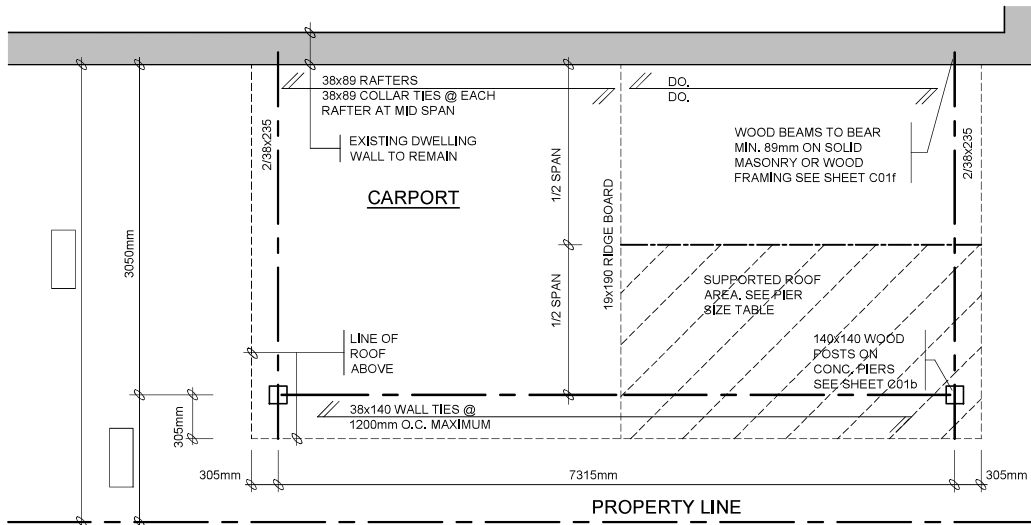 38x89 RAFTERS
38x89 COLLAR TIES @ EACH
RAFTER AT MID SPAN
DO.
DO.
EXISTING DWELLING
WALL TO REMAIN
WOOD BEAMS TO BEAR
MIN. 89mm ON SOLID
MASONRY OR WOOD
FRAMING SEE SHEET C01f
2/38x235
2/38x235
CARPORT
1/2 SPAN
19x190 RIDGE BOARD
3050mm
1/2 SPAN
SUPPORTED ROOF
AREA. SEE PIER
SIZE TABLE
LINE OF
ROOF
ABOVE
140x140 WOOD
POSTS ON
CONC. PIERS
SEE SHEET C01b
38x140 WALL TIES @
1200mm O.C. MAXIMUM
305mm
305mm
7315mm
305mm
PROPERTY LINE